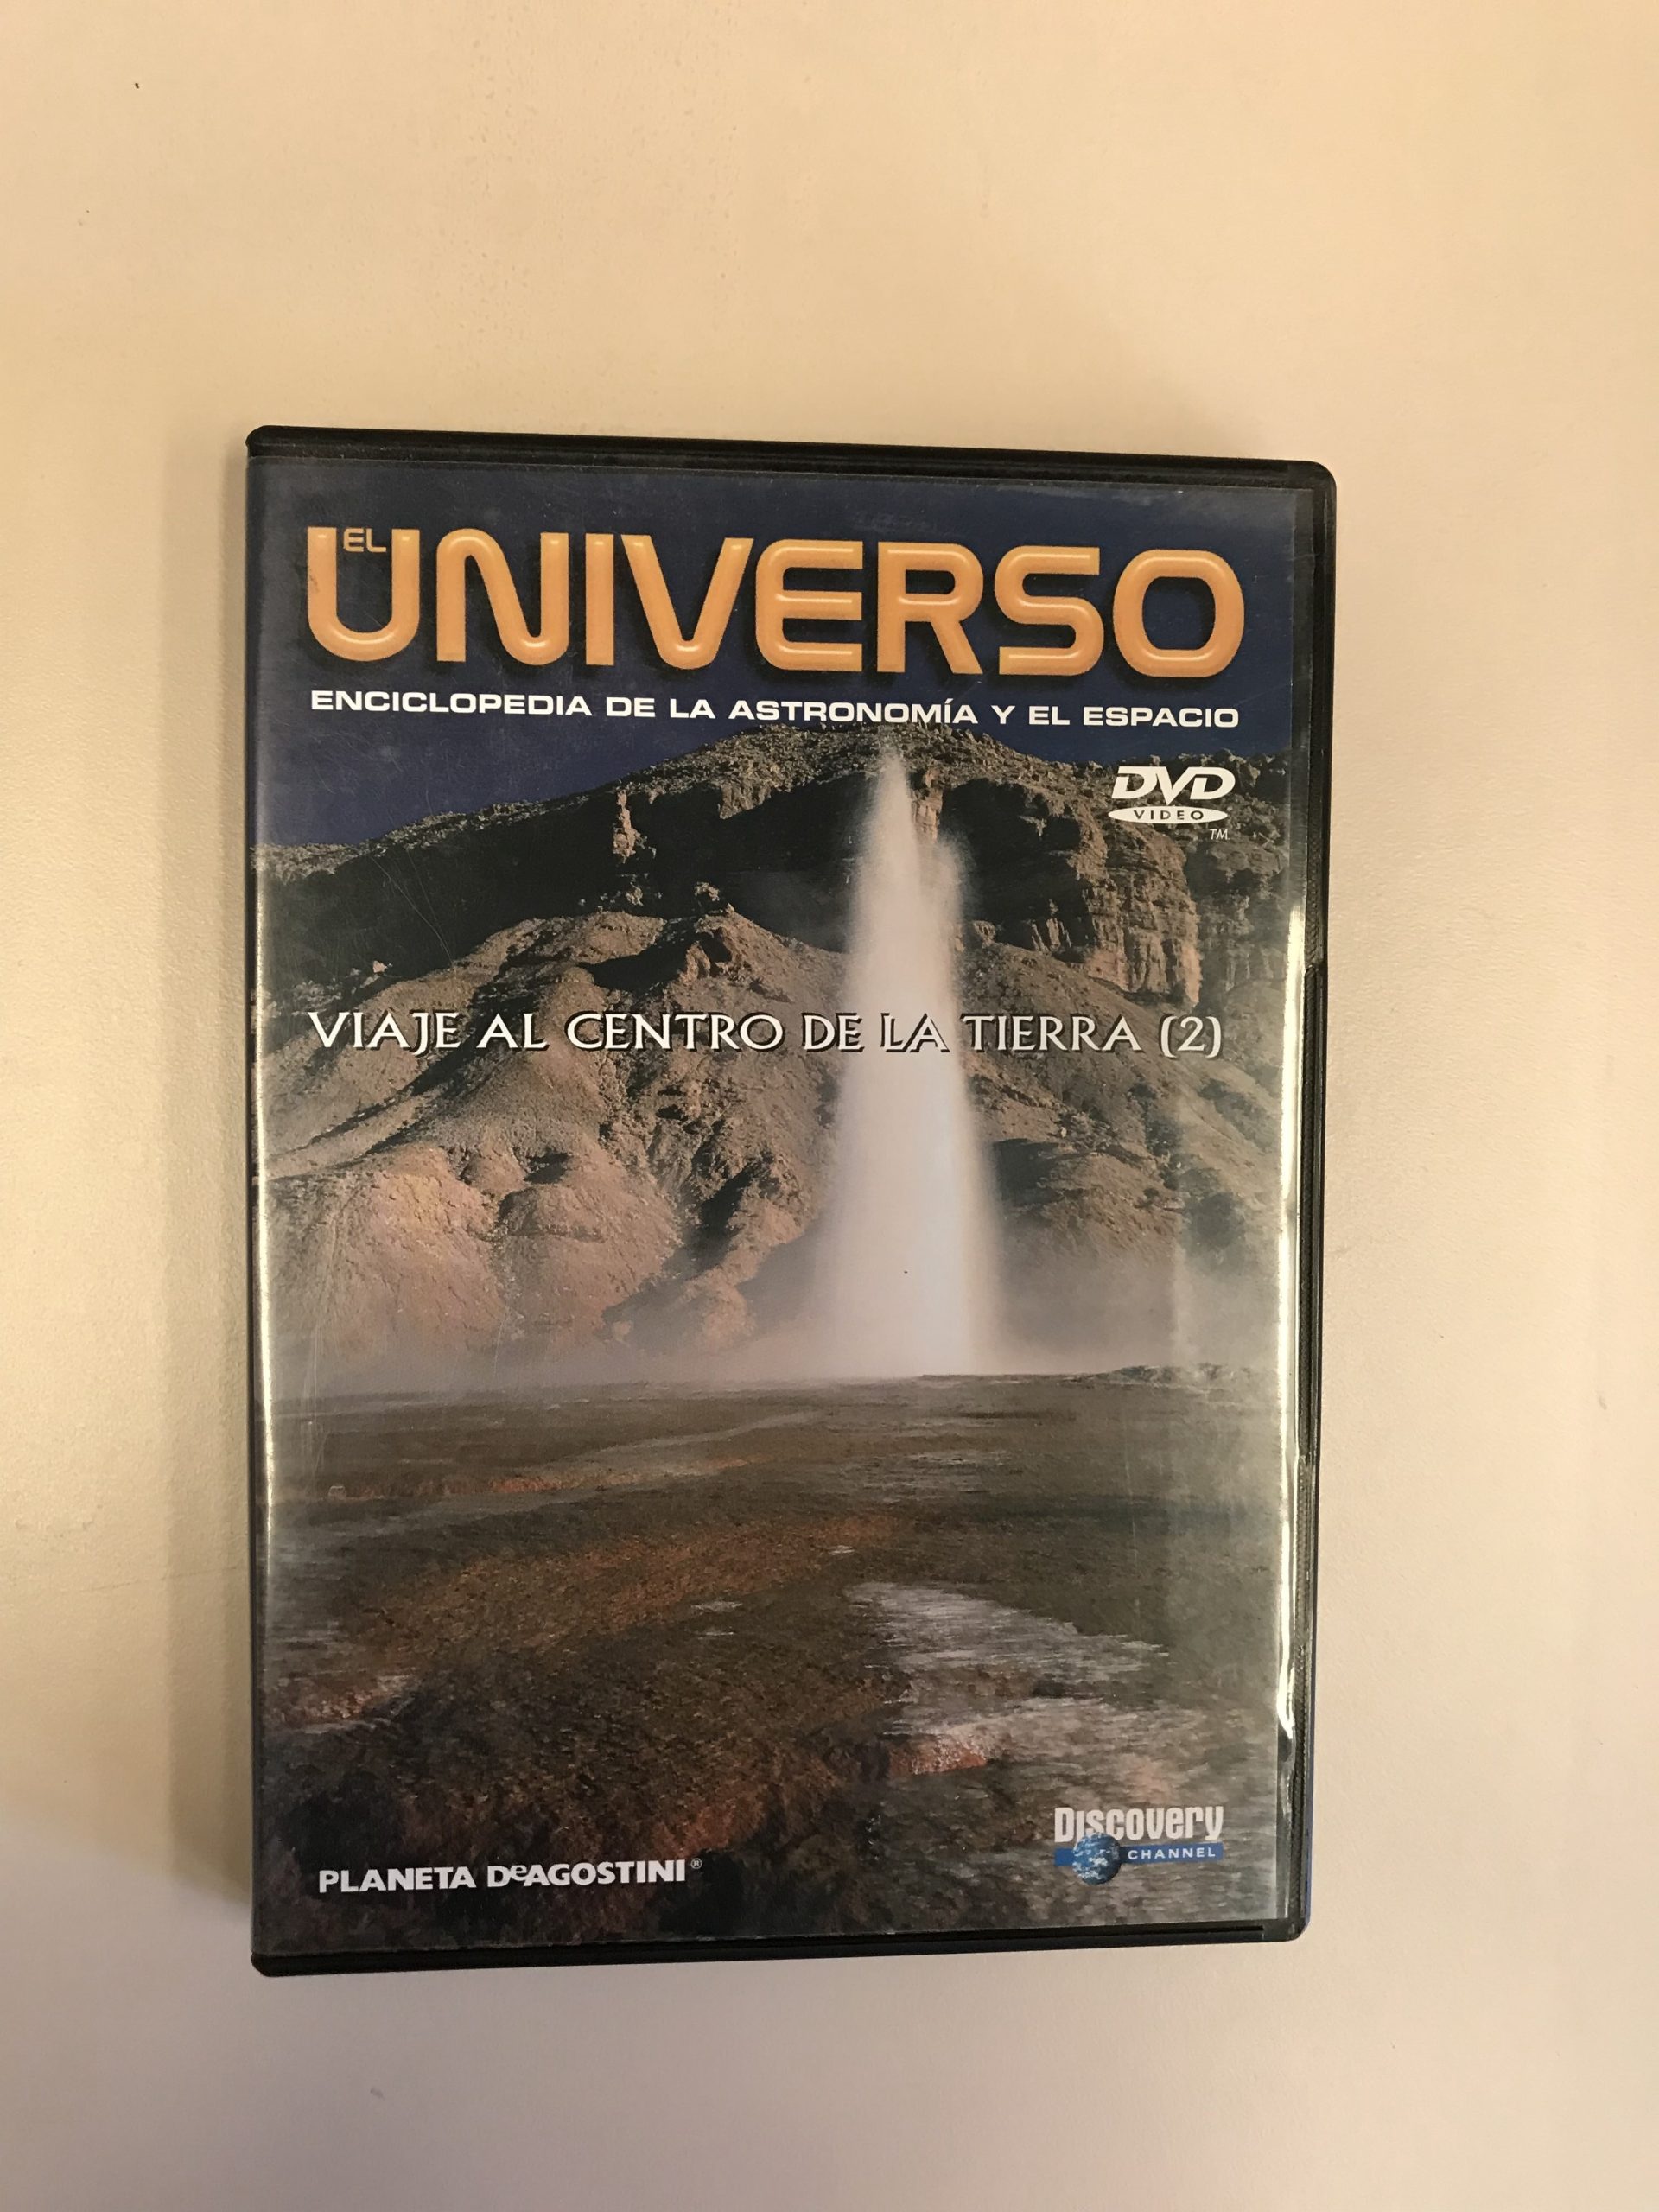 EL
UNIVERSO
ENCICLOPEDIA DE LA ASTRONOMÍA Y EL ESPACIO
DVD
VIDEO
TM
VIAJE AL CENTRO DE LA TIERRA (2)
Discovery
CHANNEL
PLANETA DeAGOSTINI®